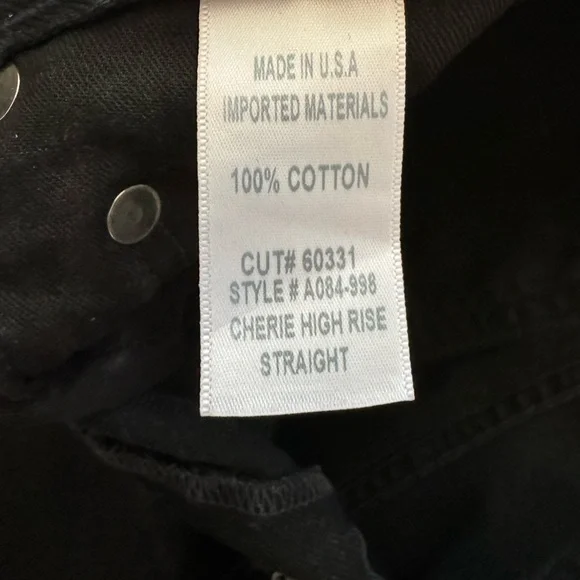 MADE IN U.S.A
IMPORTED MATERIALS
100% COTTON
CUT# 60331
STYLE # A084-998
CHERIE HIGH RISE
STRAIGHT